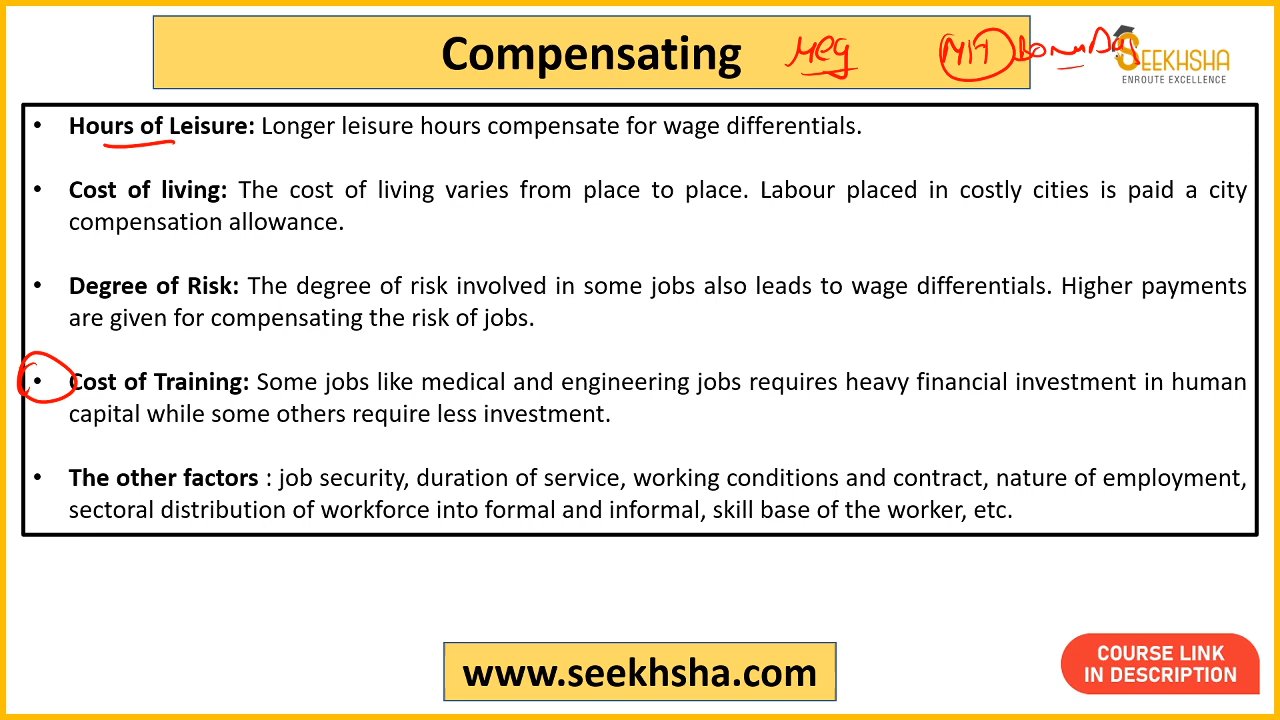 Compensating
SEEKHSHA
ENROUTE EXCELLENCE
• Hours of Leisure: Longer leisure hours compensate for wage differentials.
• Cost of living: The cost of living varies from place to place. Labour placed in costly cities is paid a city
compensation allowance.
• Degree of Risk: The degree of risk involved in some jobs also leads to wage differentials. Higher payments
are given for compensating the risk of jobs.
• Cost of Training: Some jobs like medical and engineering jobs requires heavy financial investment in human
capital while some others require less investment.
• The other factors : job security, duration of service, working conditions and contract, nature of employment,
sectoral distribution of workforce into formal and informal, skill base of the worker, etc.
www.seekhsha.com
COURSE LINK
IN DESCRIPTION